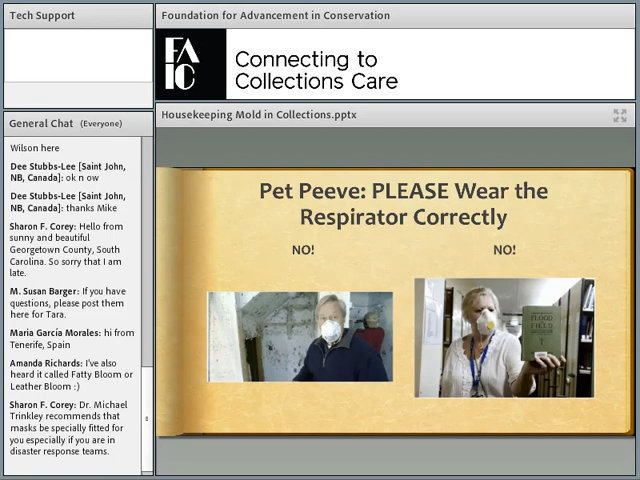 Tech Support
Foundation for Advancement in Conservation
FA
IC
Connecting to
Collections Care
General Chat (Everyone)
Wilson here
Dee Stubbs-Lee [Saint John,
NB, Canada]: ok n ow
Dee Stubbs-Lee [Saint John,
NB, Canada]: thanks Mike
Sharon F. Corey: Hello from
sunny and beautiful
Georgetown County, South
Carolina. So sorry that I am
late.
M. Susan Barger: If you have
questions, please post them
here for Tara.
Maria García Morales: hi from
Tenerife, Spain
Amanda Richards: I've also
heard it called Fatty Bloom or
Leather Bloom :)
Sharon F. Corey: Dr. Michael
Trinkley recommends that
masks be specially fitted for
you especially if you are in
disaster response teams.
Housekeeping Mold in Collections.pptx
Pet Peeve: PLEASE Wear the
Respirator Correctly
NO!
NO!
FLOOD
FIELD